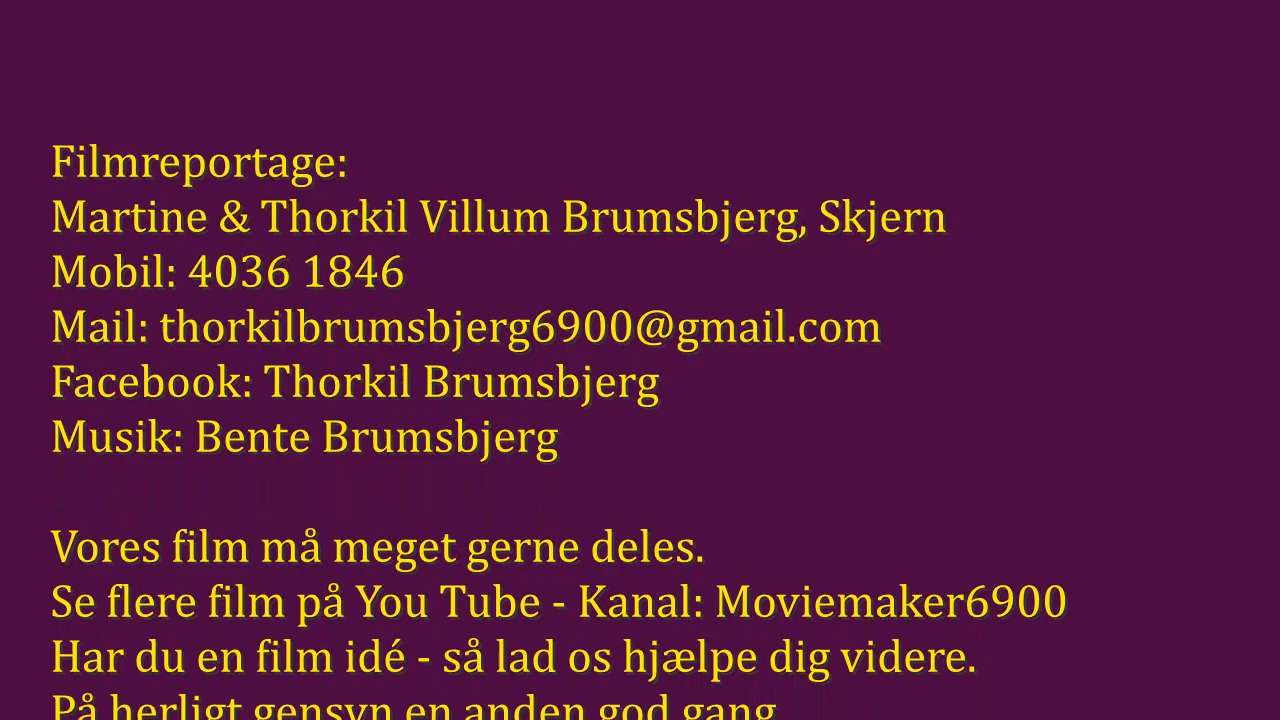 Filmreportage:
Martine & Thorkil Villum Brumsbjerg, Skjern
Mobil: 4036 1846
Mail: thorkilbrumsbjerg6900@gmail.com
Facebook: Thorkil Brumsbjerg
Musik: Bente Brumsbjerg
Vores film må meget gerne deles.
Se flere film på You Tube - Kanal: Moviemaker6900
Har du en film idé - så lad os hjælpe dig videre.
På herligt gensyn en anden god gang